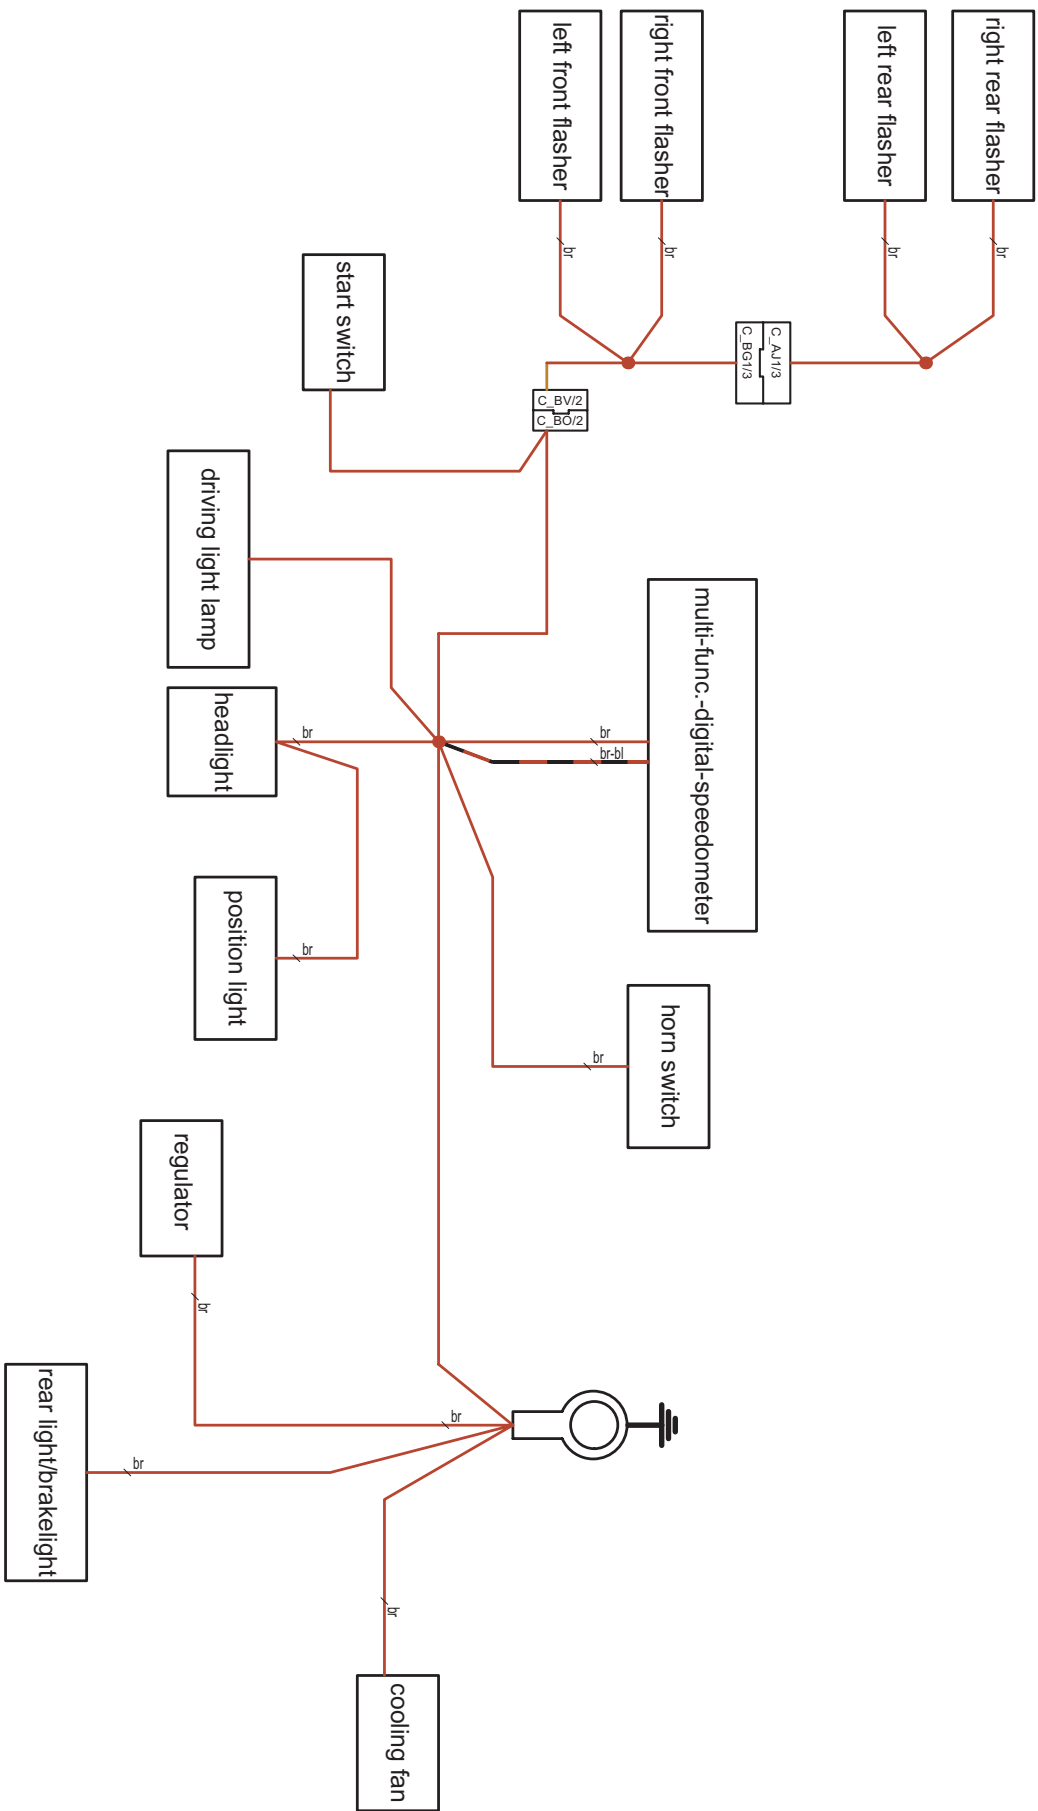 left front flasher
right front flasher
left rear flasher
right rear flasher
br
br
br
br
start switch
C_AJ1/3
C_BG1/3
C_BV/2
C_BO/2
driving light lamp
multi-func.-digital-speedometer
headlight
br
br
br-bl
position light
br
horn switch
br
regulator
br
br
rear light/brakelight
br
br
cooling fan